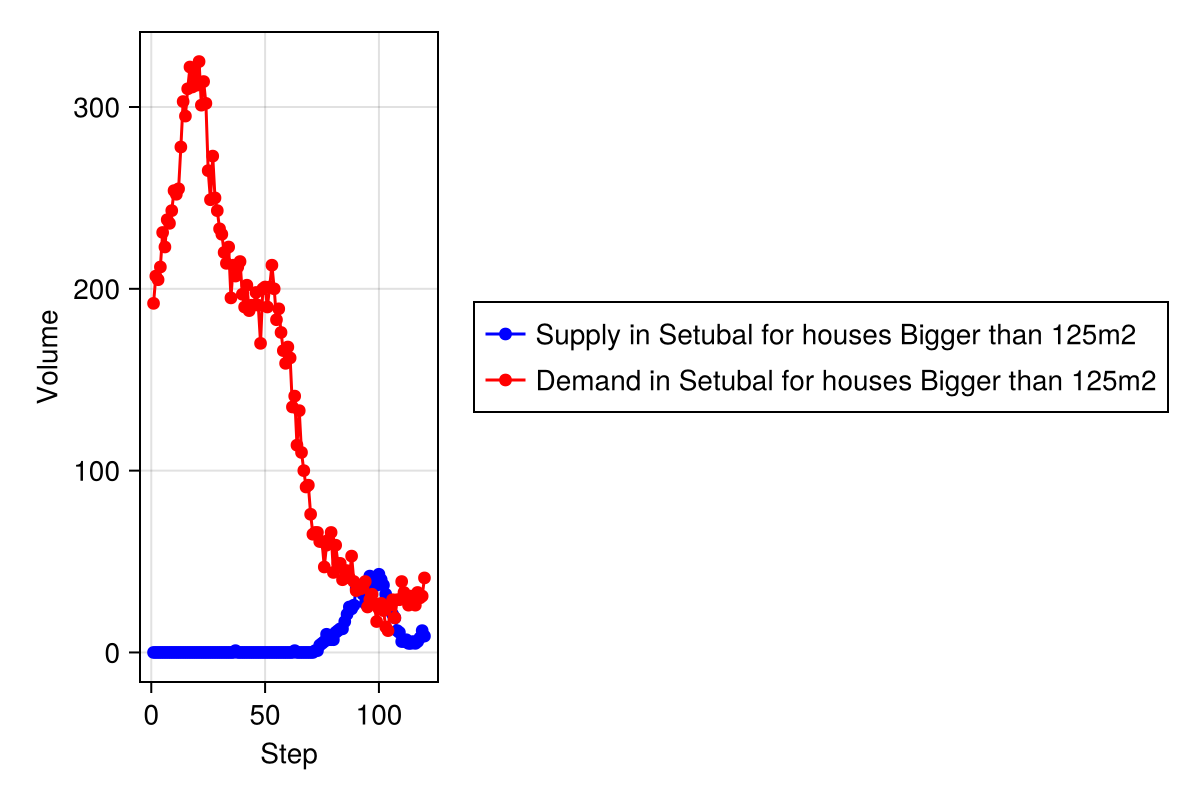 300
200
100
0
Volume
0 50 100
Step
Supply in Setubal for houses Bigger than 125m2
Demand in Setubal for houses Bigger than 125m2